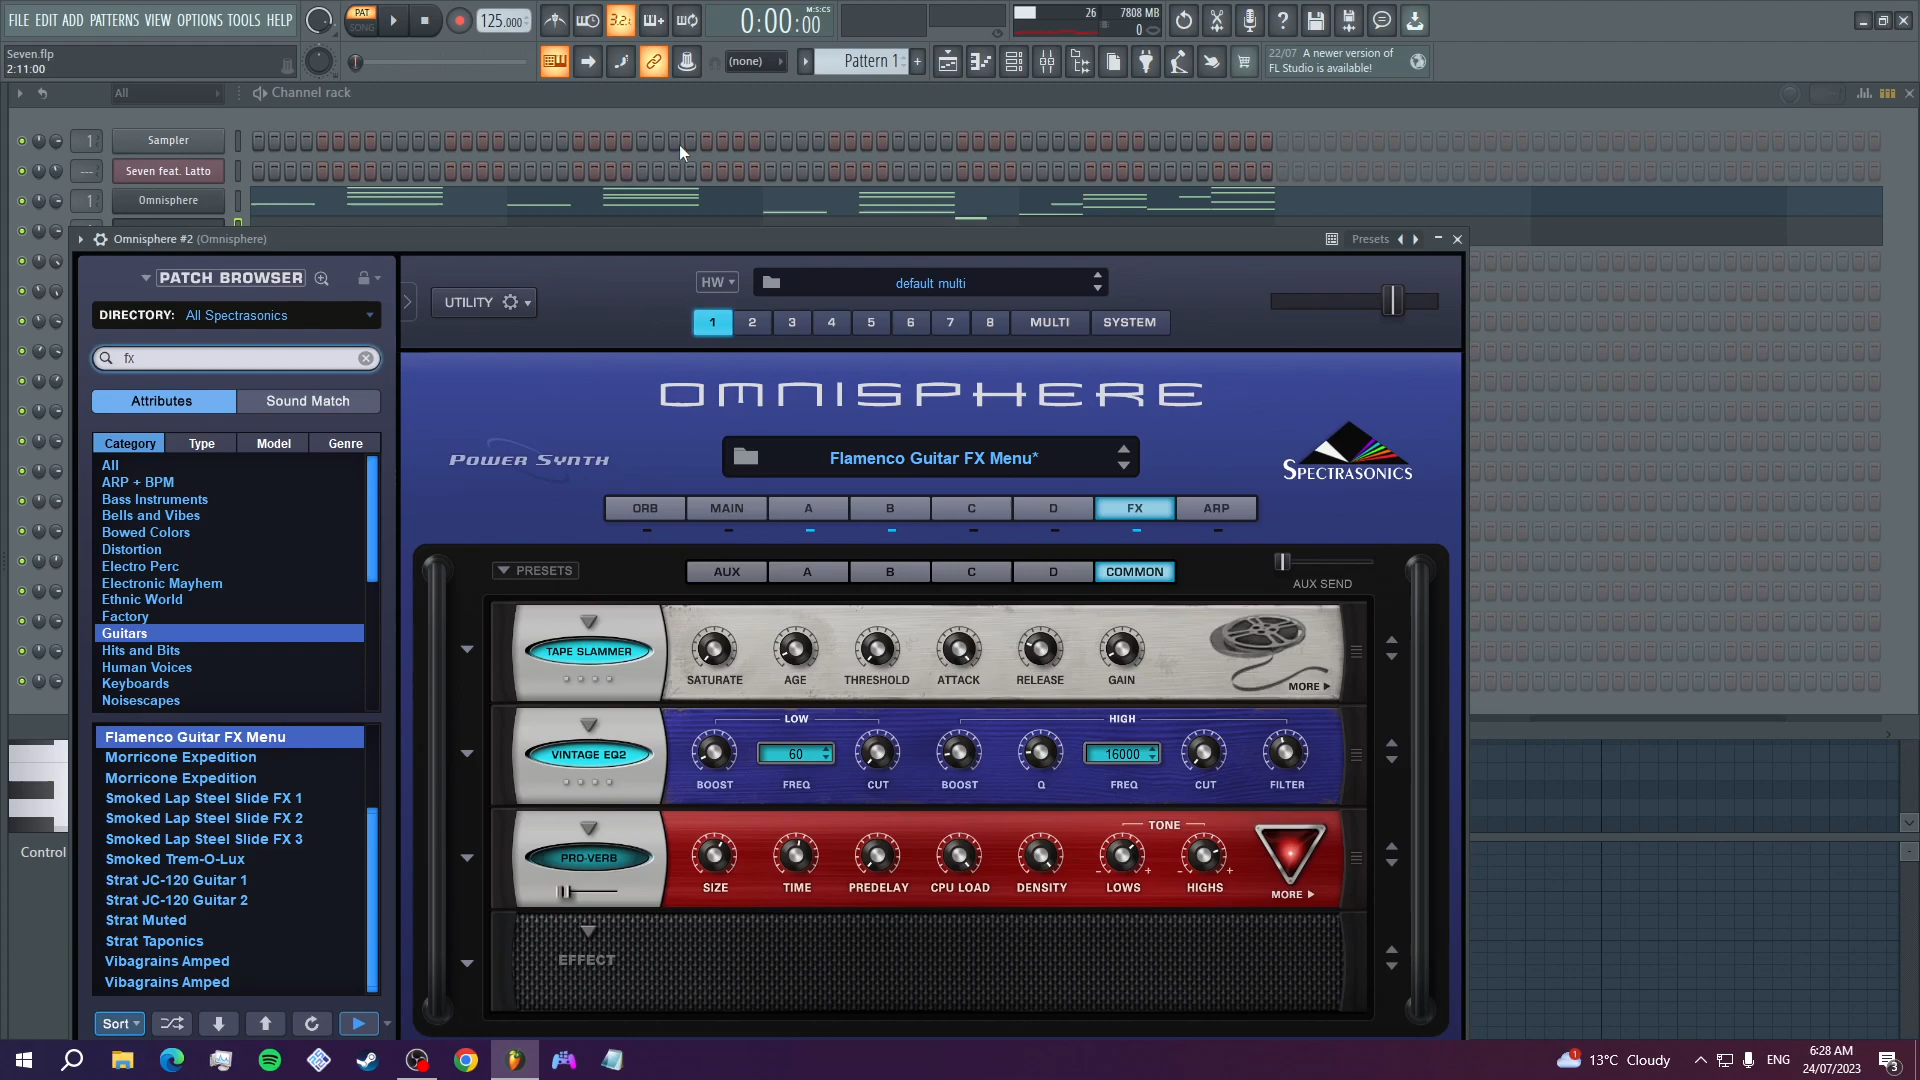 FILE EDIT ADD PATTERNS VIEW OPTIONS TOOLS HELP
PAT
SONG
125.000
3.2
0:00:00
M:S:CS
26
7808 MB
0
Seven.flp
2:11:00
(none)
Pattern 1
22/07 A newer version of
FL Studio is available!
All
Channel rack
1 Sampler
--- Seven feat. Latto
1 Omnisphere
Omnisphere #2 (Omnisphere)
Presets
PATCH BROWSER
DIRECTORY: All Spectrasonics
fx
Attributes
Sound Match
Category
Type
Model
Genre
All
ARP + BPM
Bass Instruments
Bells and Vibes
Bowed Colors
Distortion
Electro Perc
Electronic Mayhem
Ethnic World
Factory
Guitars
Hits and Bits
Human Voices
Keyboards
Noisescapes
Flamenco Guitar FX Menu
Morricone Expedition
Morricone Expedition
Smoked Lap Steel Slide FX 1
Smoked Lap Steel Slide FX 2
Smoked Lap Steel Slide FX 3
Smoked Trem-O-Lux
Strat JC-120 Guitar 1
Strat JC-120 Guitar 2
Strat Muted
Strat Taponics
Vibagrains Amped
Vibagrains Amped
Sort
UTILITY
HW
default multi
1 2 3 4 5 6 7 8 MULTI SYSTEM
OMNISPHERE
POWER SYNTH
Flamenco Guitar FX Menu*
SPECTRASONICS
ORB MAIN A B C D FX ARP
PRESETS
AUX A B C D COMMON
AUX SEND
TAPE SLAMMER
SATURATE AGE THRESHOLD ATTACK RELEASE GAIN
MORE
VINTAGE EQ2
LOW HIGH
60 16000
BOOST FREQ CUT BOOST Q FREQ CUT FILTER
PRO-VERB
TONE
SIZE TIME PREDELAY CPU LOAD DENSITY LOWS HIGHS
MORE
EFFECT
Control
1
13°C Cloudy
ENG
6:28 AM
24/07/2023
3